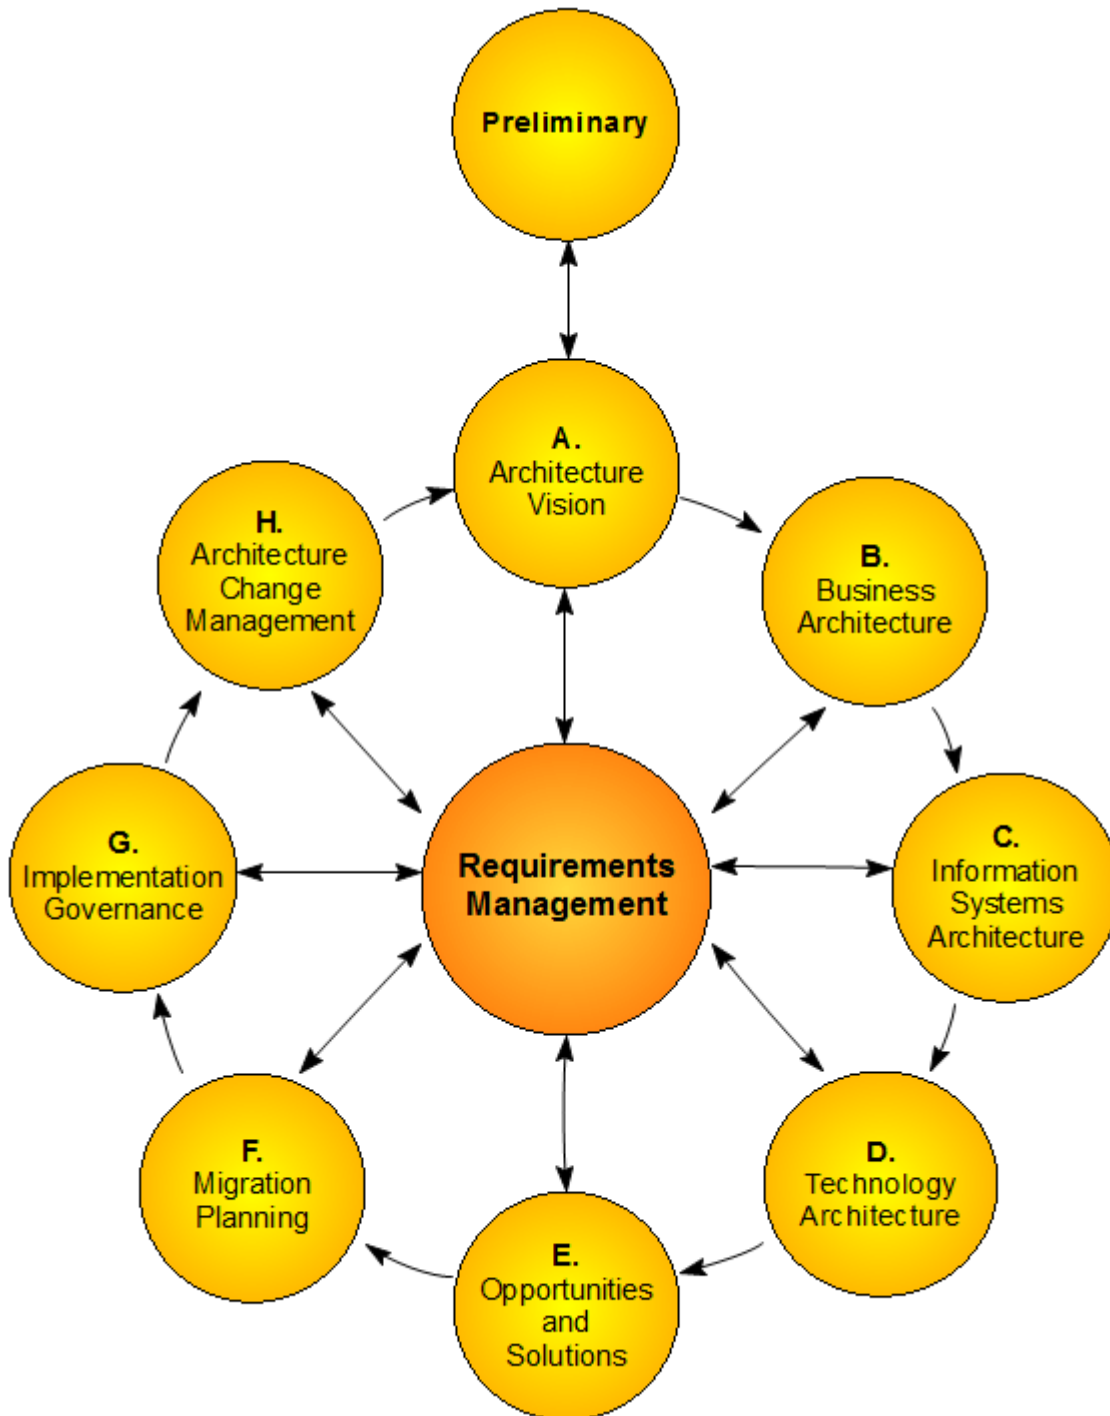 Preliminary
A.
Architecture
Vision
B.
Business
Architecture
C.
Information
Systems
Architecture
D.
Technology
Architecture
E.
Opportunities
and
Solutions
F.
Migration
Planning
G.
Implementation
Governance
H.
Architecture
Change
Management
Requirements
Management